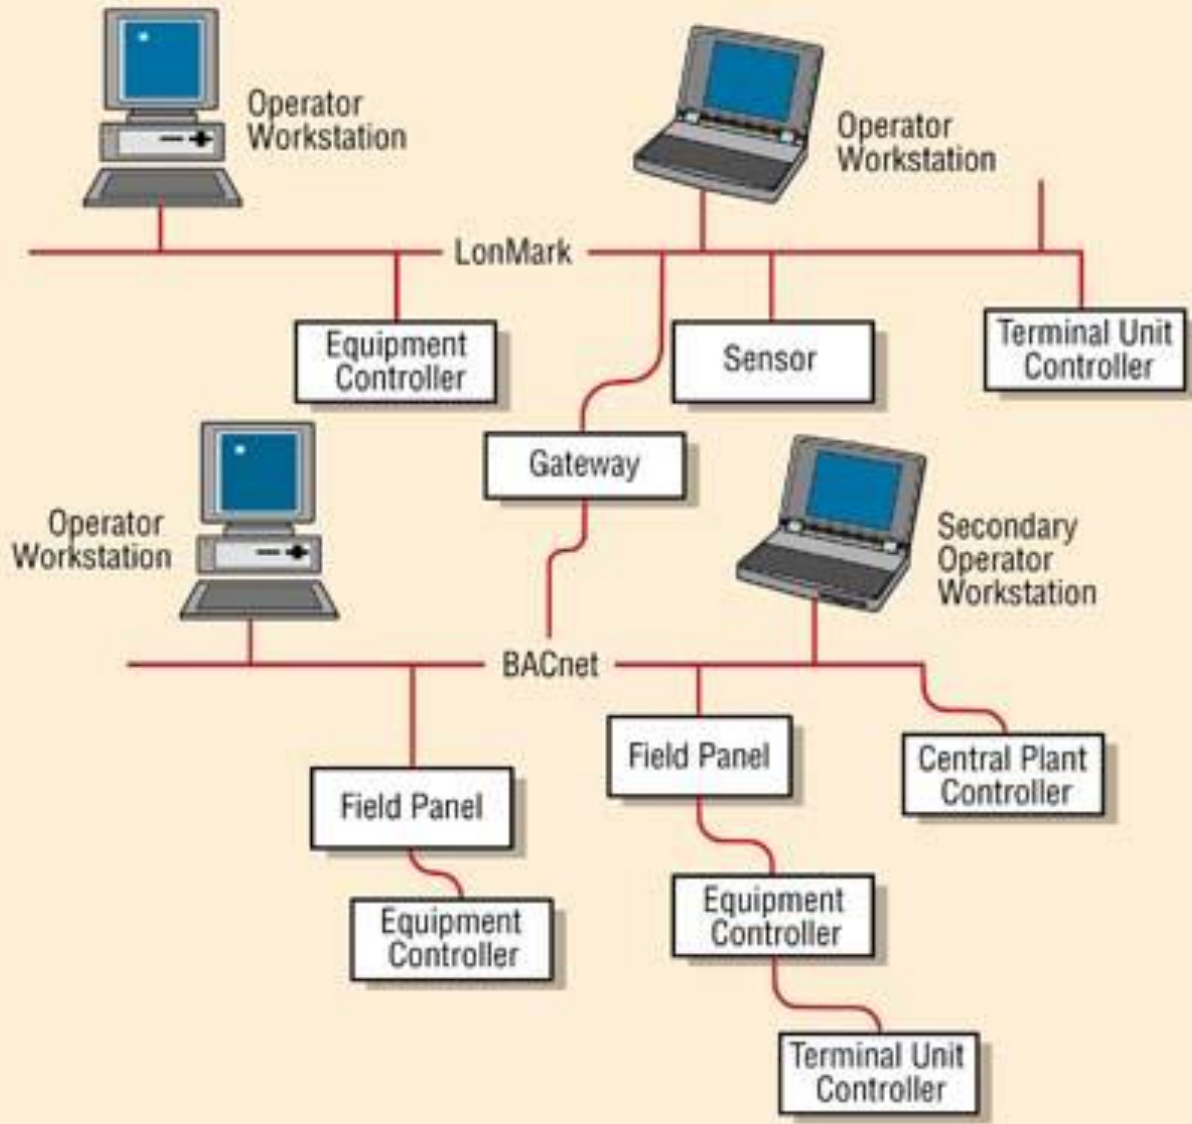 Operator
Workstation
Operator
Workstation
LonMark
Equipment
Controller
Sensor
Terminal Unit
Controller
Gateway
Operator
Workstation
Secondary
Operator
Workstation
BACnet
Field Panel
Central Plant
Controller
Field Panel
Equipment
Controller
Equipment
Controller
Terminal Unit
Controller